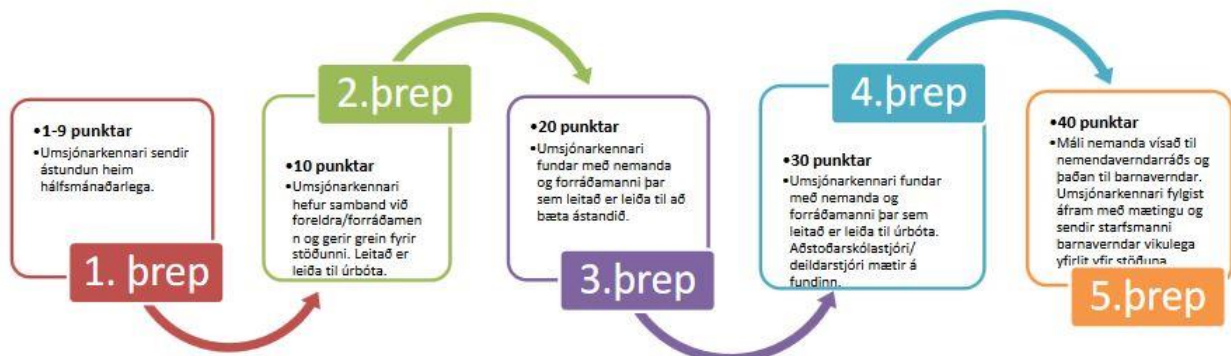 1. þrep
•1-9 punktar
•Umsjónarkennari sendir
ástundun heim
hálfsmánaðarlega.
2.þrep
•10 punktar
•Umsjónarkennari
hefur samband við
foreldra/forráðamen
n og gerir grein fyrir
stöðunni. Leitað er
leiða til úrbóta.
3.þrep
•20 punktar
•Umsjónarkennari
fundar með nemanda
og forráðamanni þar
sem leitað er leiða til að
bæta ástandið.
4.þrep
•30 punktar
•Umsjónarkennari fundar
með nemanda og
forráðamanni þar sem
leitað er leiða til úrbóta.
Aðstoðarskólastjóri/
deildarstjóri mætir á
fundinn.
5.þrep
•40 punktar
•Máli nemanda vísað til
nemendaverndarráðs og
þaðan til barnaverndar.
Umsjónarkennari fylgist
áfram með mætingu og
sendir starfsmanni
barnaverndar vikulega
yfirlit yfir stöðuna